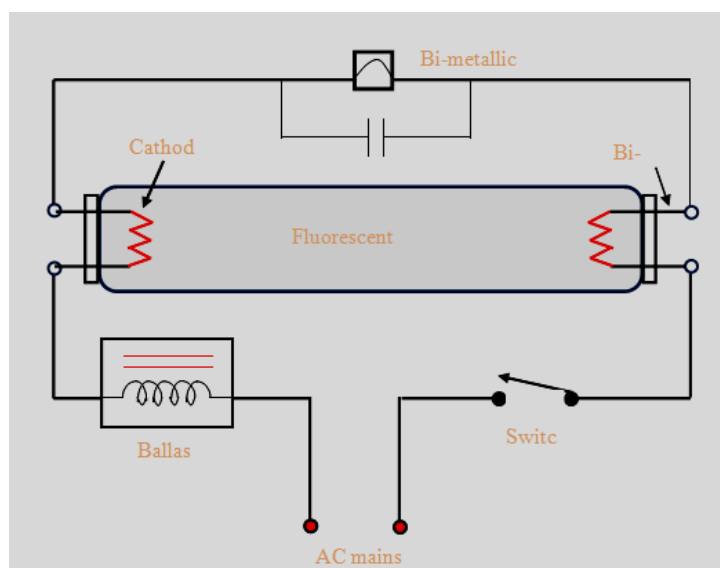 Bi-metallic
Cathod
Bi-
Fluorescent
Ballas
Switc
AC mains